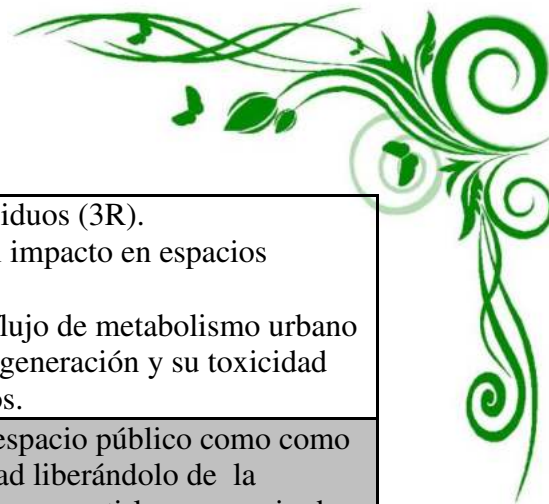 iduos (3R).
impacto en espacios
flujo de metabolismo urbano
generación y su toxicidad
os.
espacio público como como
ad liberándolo de la